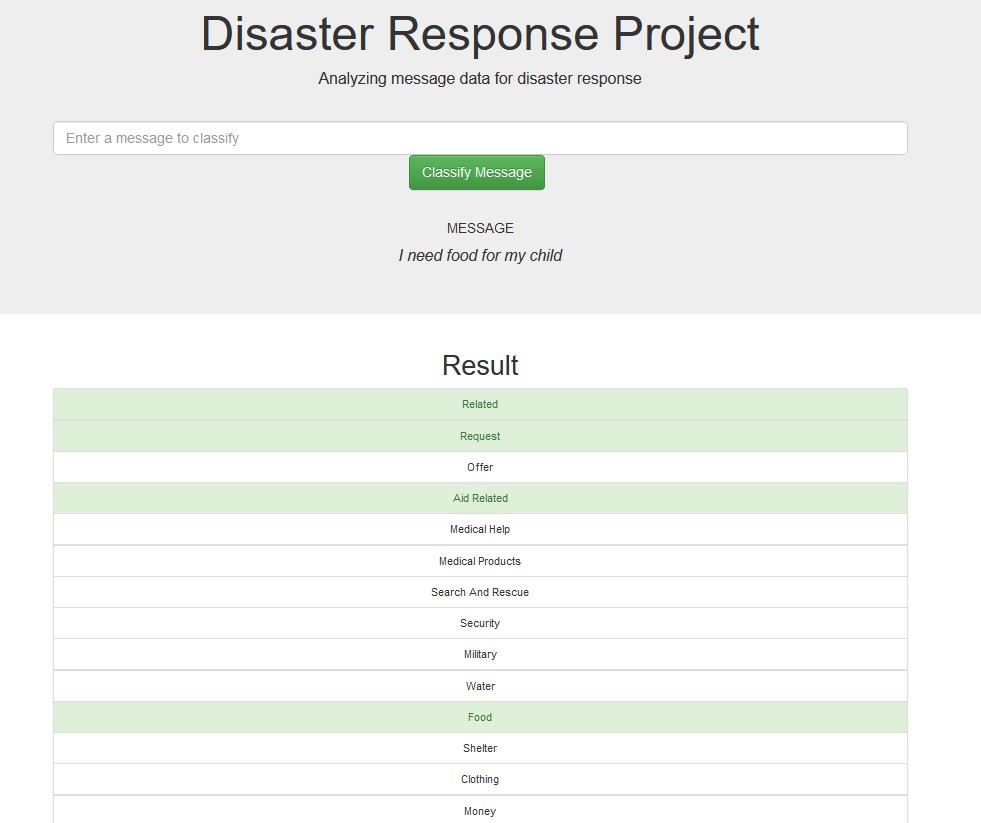 Disaster Response Project
Analyzing message data for disaster response
Enter a message to classify
Classify Message
MESSAGE
I need food for my child
Result
Related
Request
Offer
Aid Related
Medical Help
Medical Products
Search And Rescue
Security
Military
Water
Food
Shelter
Clothing
Money